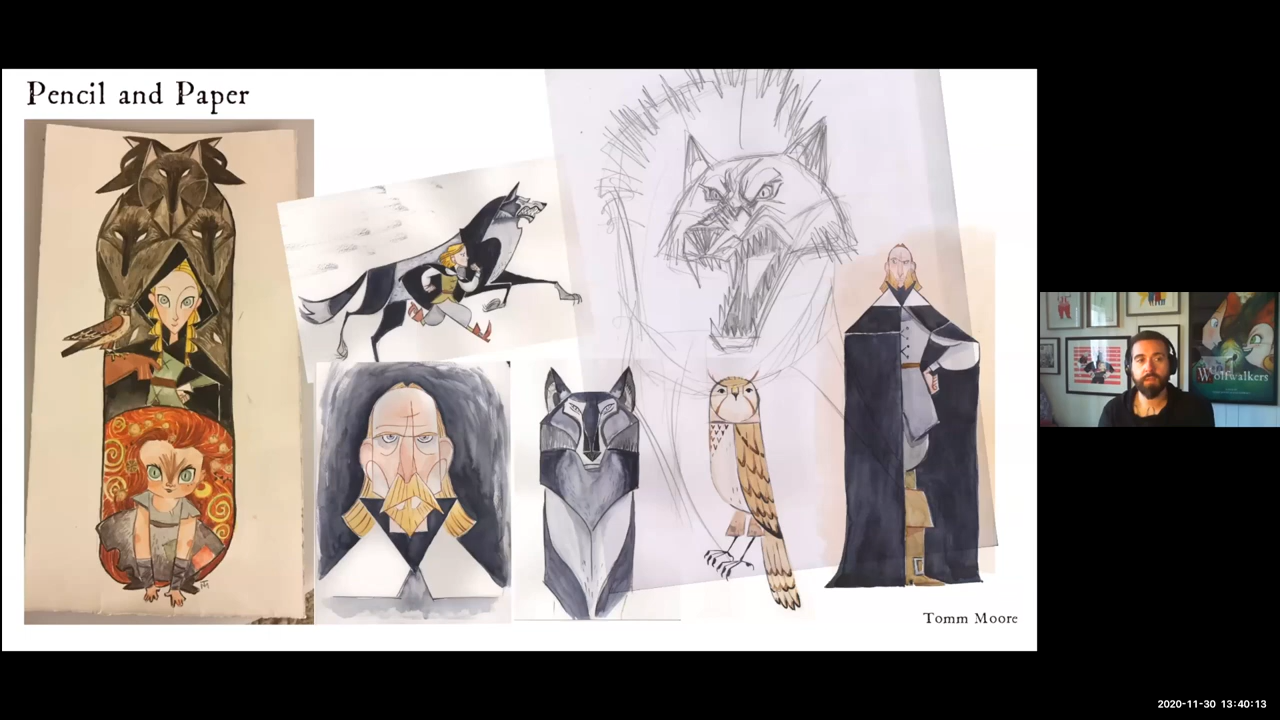 Pencil and Paper
Wolfwalkers
Tomm Moore
2020-11-30 13:40:13